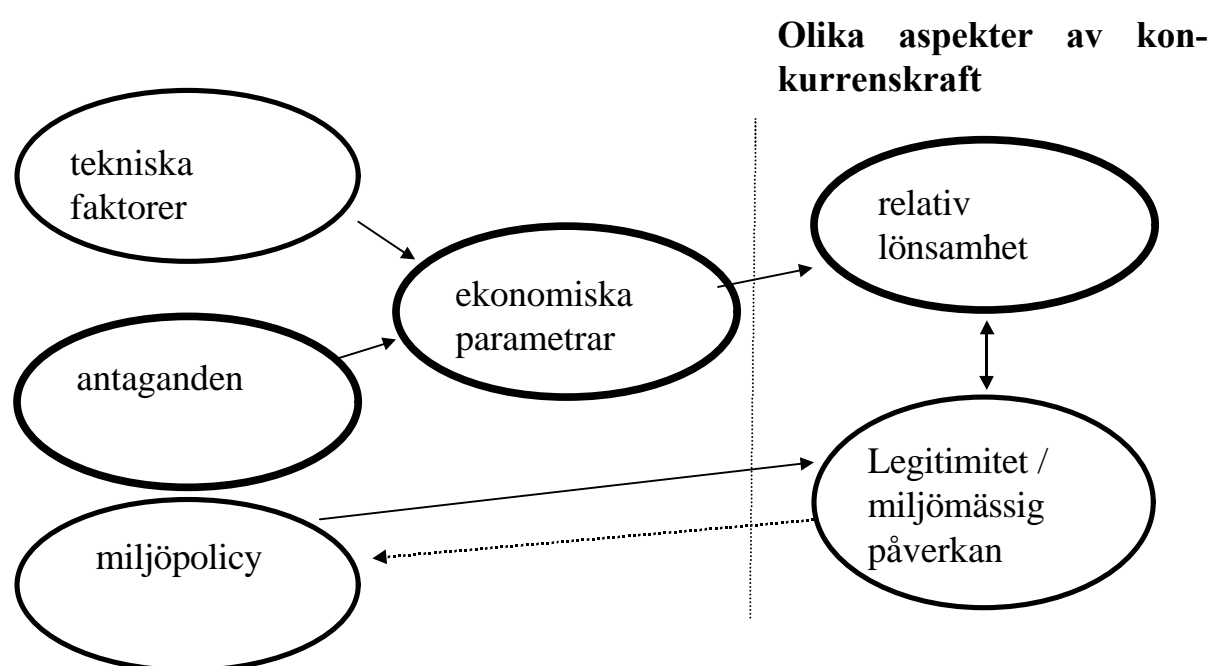 Olika aspekter av kon-
kurrenskraft
tekniska
faktorer
relativ
lönsamhet
ekonomiska
parametrar
antaganden
Legitimitet /
miljömässig
påverkan
miljöpolicy